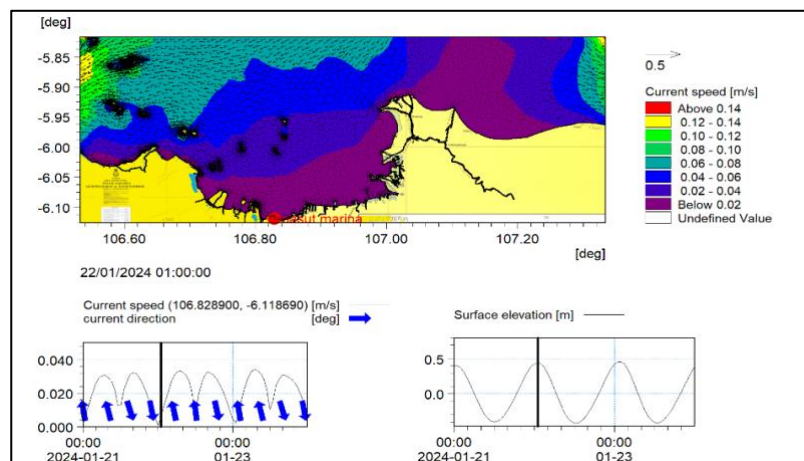 [deg]
-5.85
-5.90
-5.95
-6.00
-6.05
-6.10
106.60
106.80
107.00
107.20
[deg]
sut marina
0.5
Current speed [m/s]
Above 0.14
0.12 - 0.14
0.10 - 0.12
0.08 - 0.10
0.06 - 0.08
0.04 - 0.06
0.02 - 0.04
Below 0.02
Undefined Value
22/01/2024 01:00:00
Current speed (106.828900, -6.118690) [m/s]
current direction [deg]
0.040
0.020
0.000
00:00
2024-01-21
00:00
01-23
Surface elevation [m]
0.5
0.0
00:00
2024-01-21
00:00
01-23